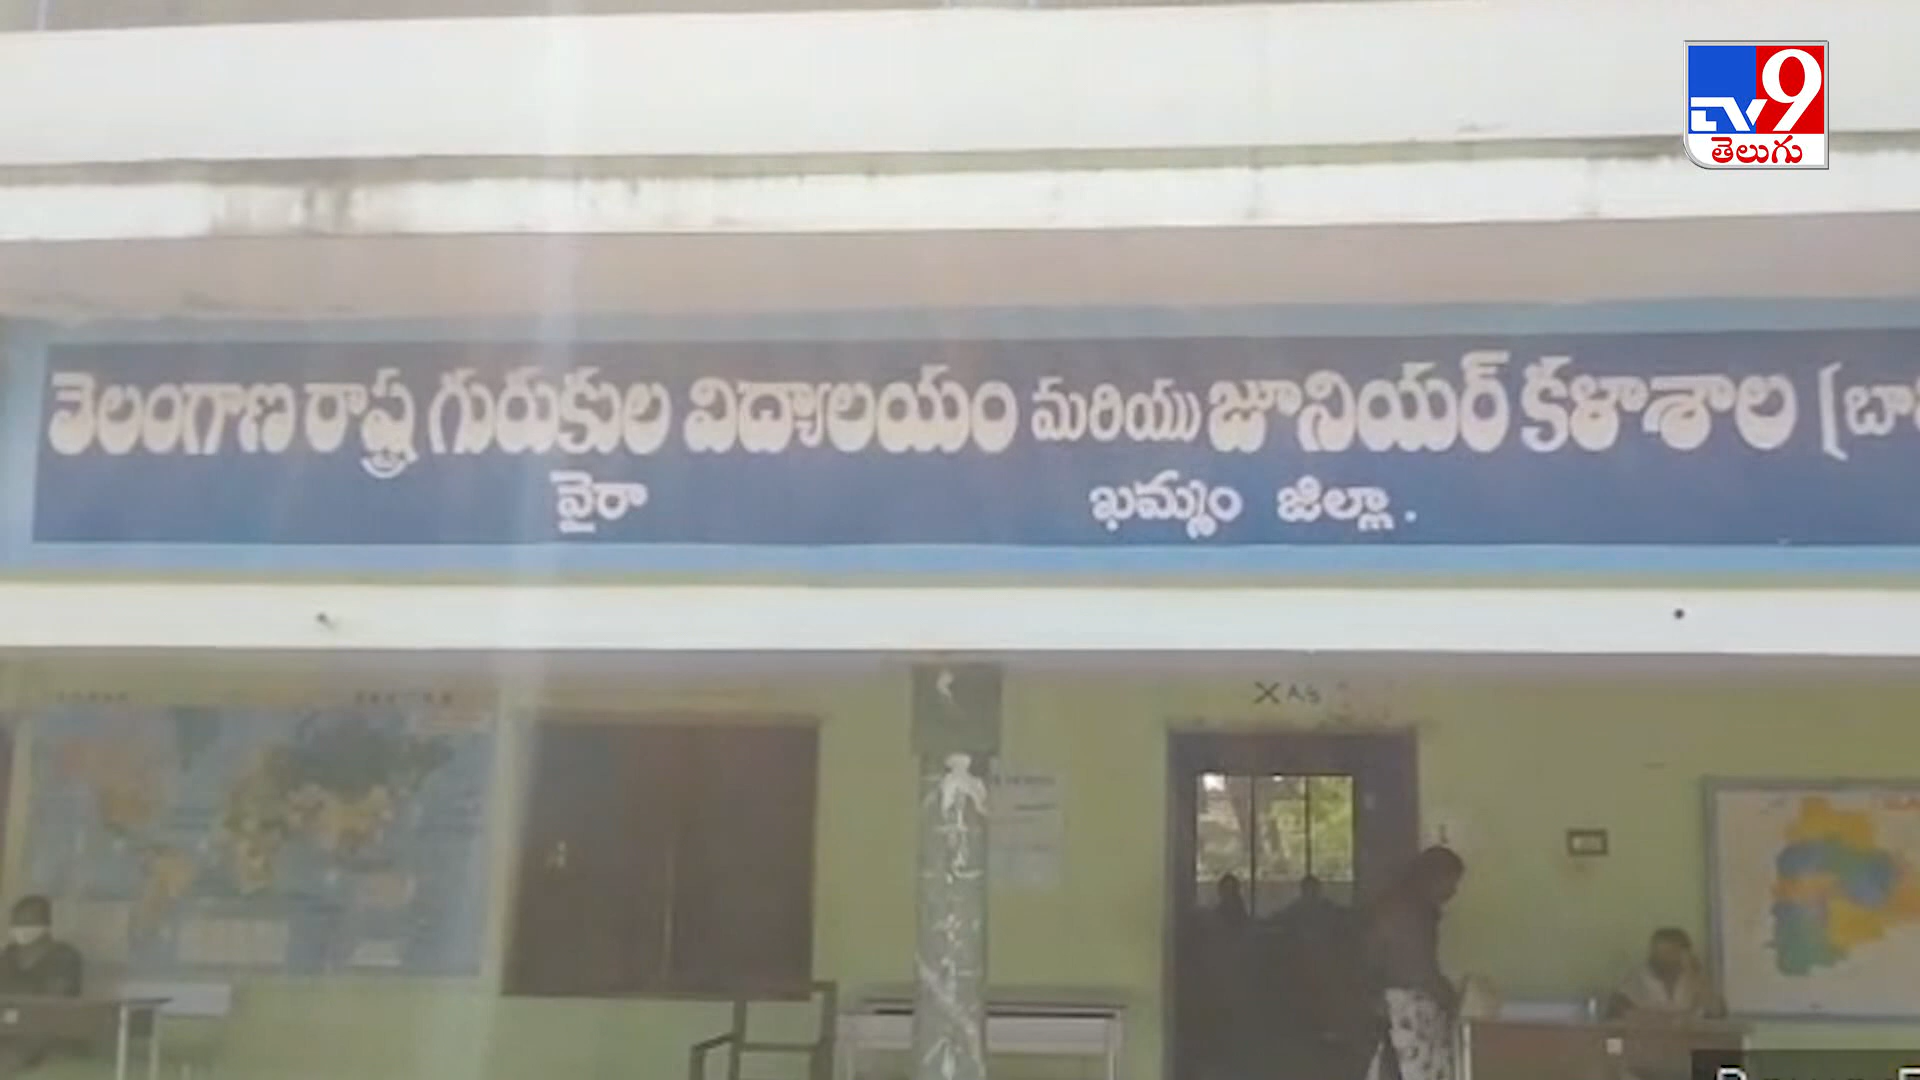 TV9
తెలుగు
తెలంగాణ రాష్ట్ర గురుకుల విద్యాలయం మరియు జూనియర్ కళాశాల
వైరా ఖమ్మం జిల్లా.